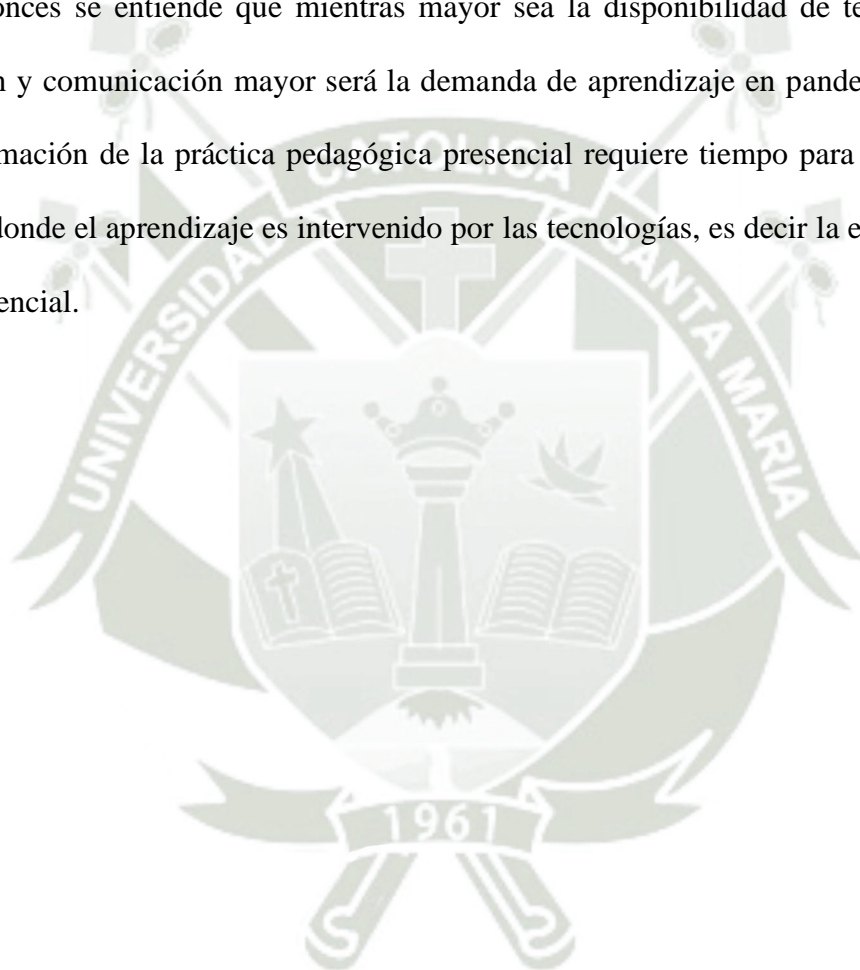 onces se entiende que mientras mayor sea la disponibilidad de te
n y comunicación mayor será la demanda de aprendizaje en pande
mación de la práctica pedagógica presencial requiere tiempo para
donde el aprendizaje es intervenido por las tecnologías, es decir la e
encial.
UNIVERSIDAD CATOLICA SANTA MARIA
1961